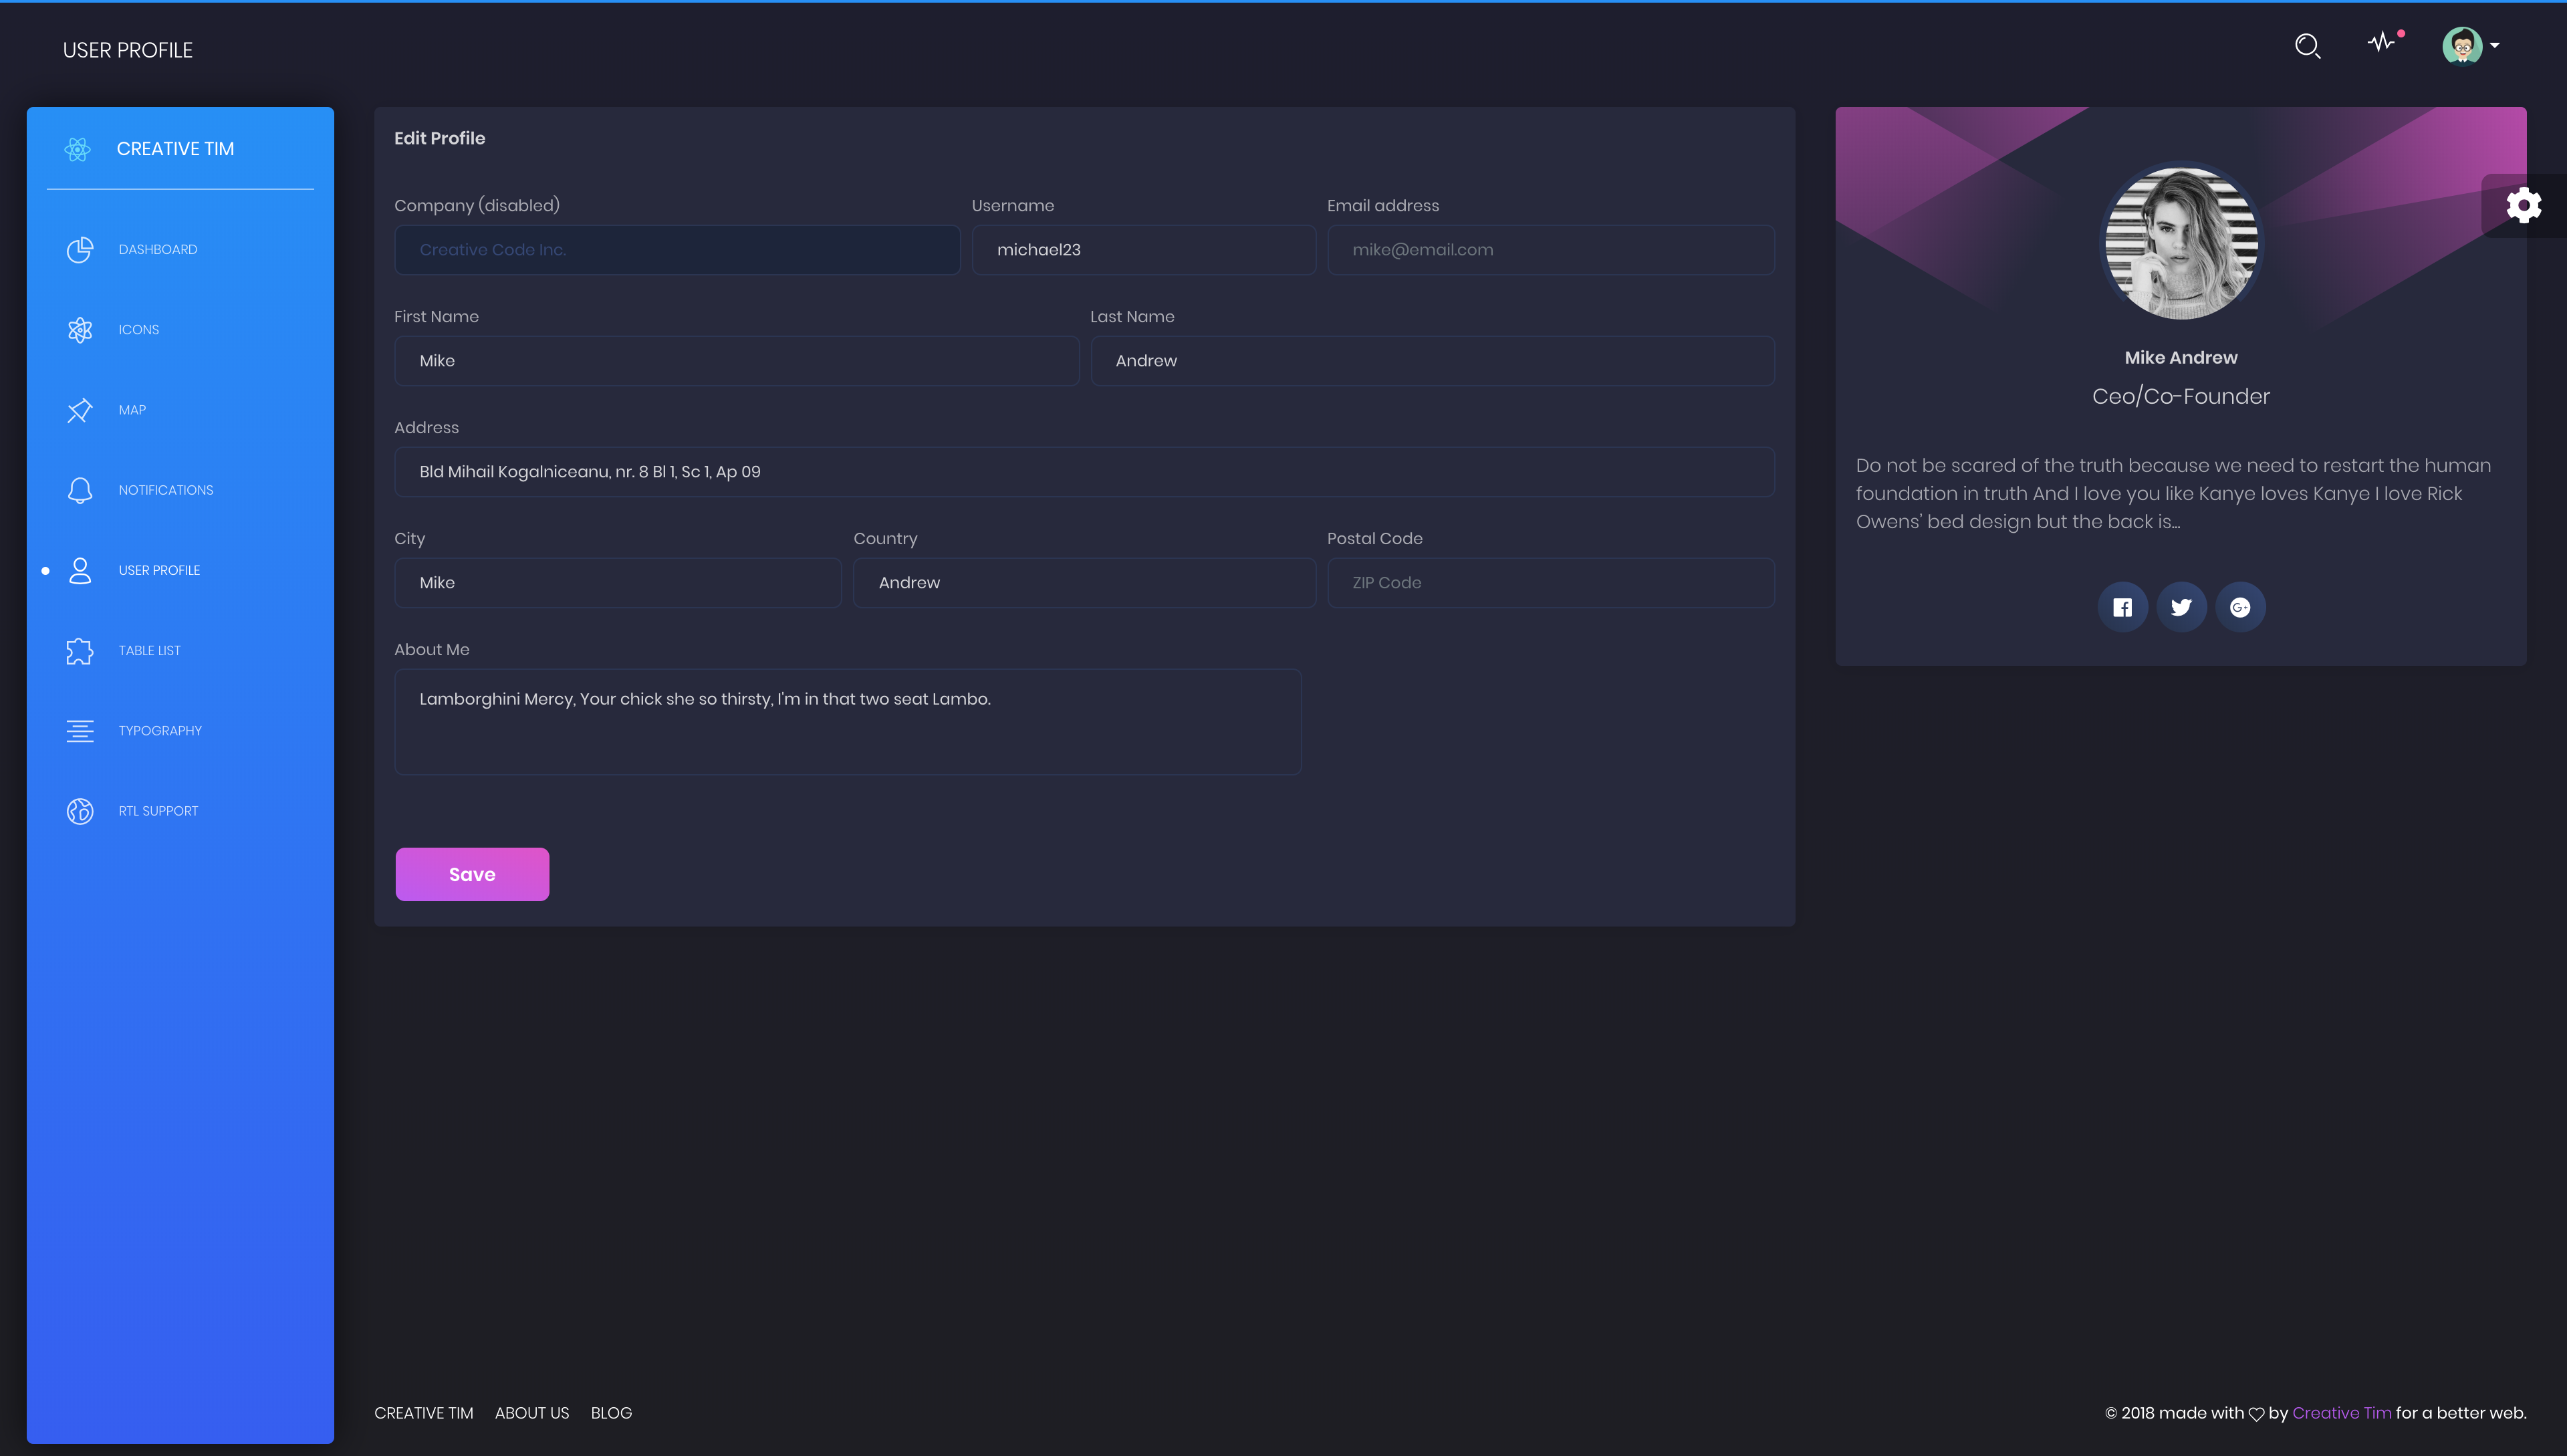 USER PROFILE
CREATIVE TIM
DASHBOARD
ICONS
MAP
NOTIFICATIONS
USER PROFILE
TABLE LIST
TYPOGRAPHY
RTL SUPPORT
Edit Profile
Company (disabled)
Creative Code Inc.
Username
michael23
Email address
mike@email.com
First Name
Mike
Last Name
Andrew
Address
Bld Mihail Kogalniceanu, nr. 8 Bl 1, Sc 1, Ap 09
City
Mike
Country
Andrew
Postal Code
ZIP Code
About Me
Lamborghini Mercy, Your chick she so thirsty, I'm in that two seat Lambo.
Save
Mike Andrew
Ceo/Co-Founder
Do not be scared of the truth because we need to restart the human
foundation in truth And I love you like Kanye loves Kanye I love Rick
Owens’ bed design but the back is...
G+
CREATIVE TIM ABOUT US BLOG
© 2018 made with by Creative Tim for a better web.